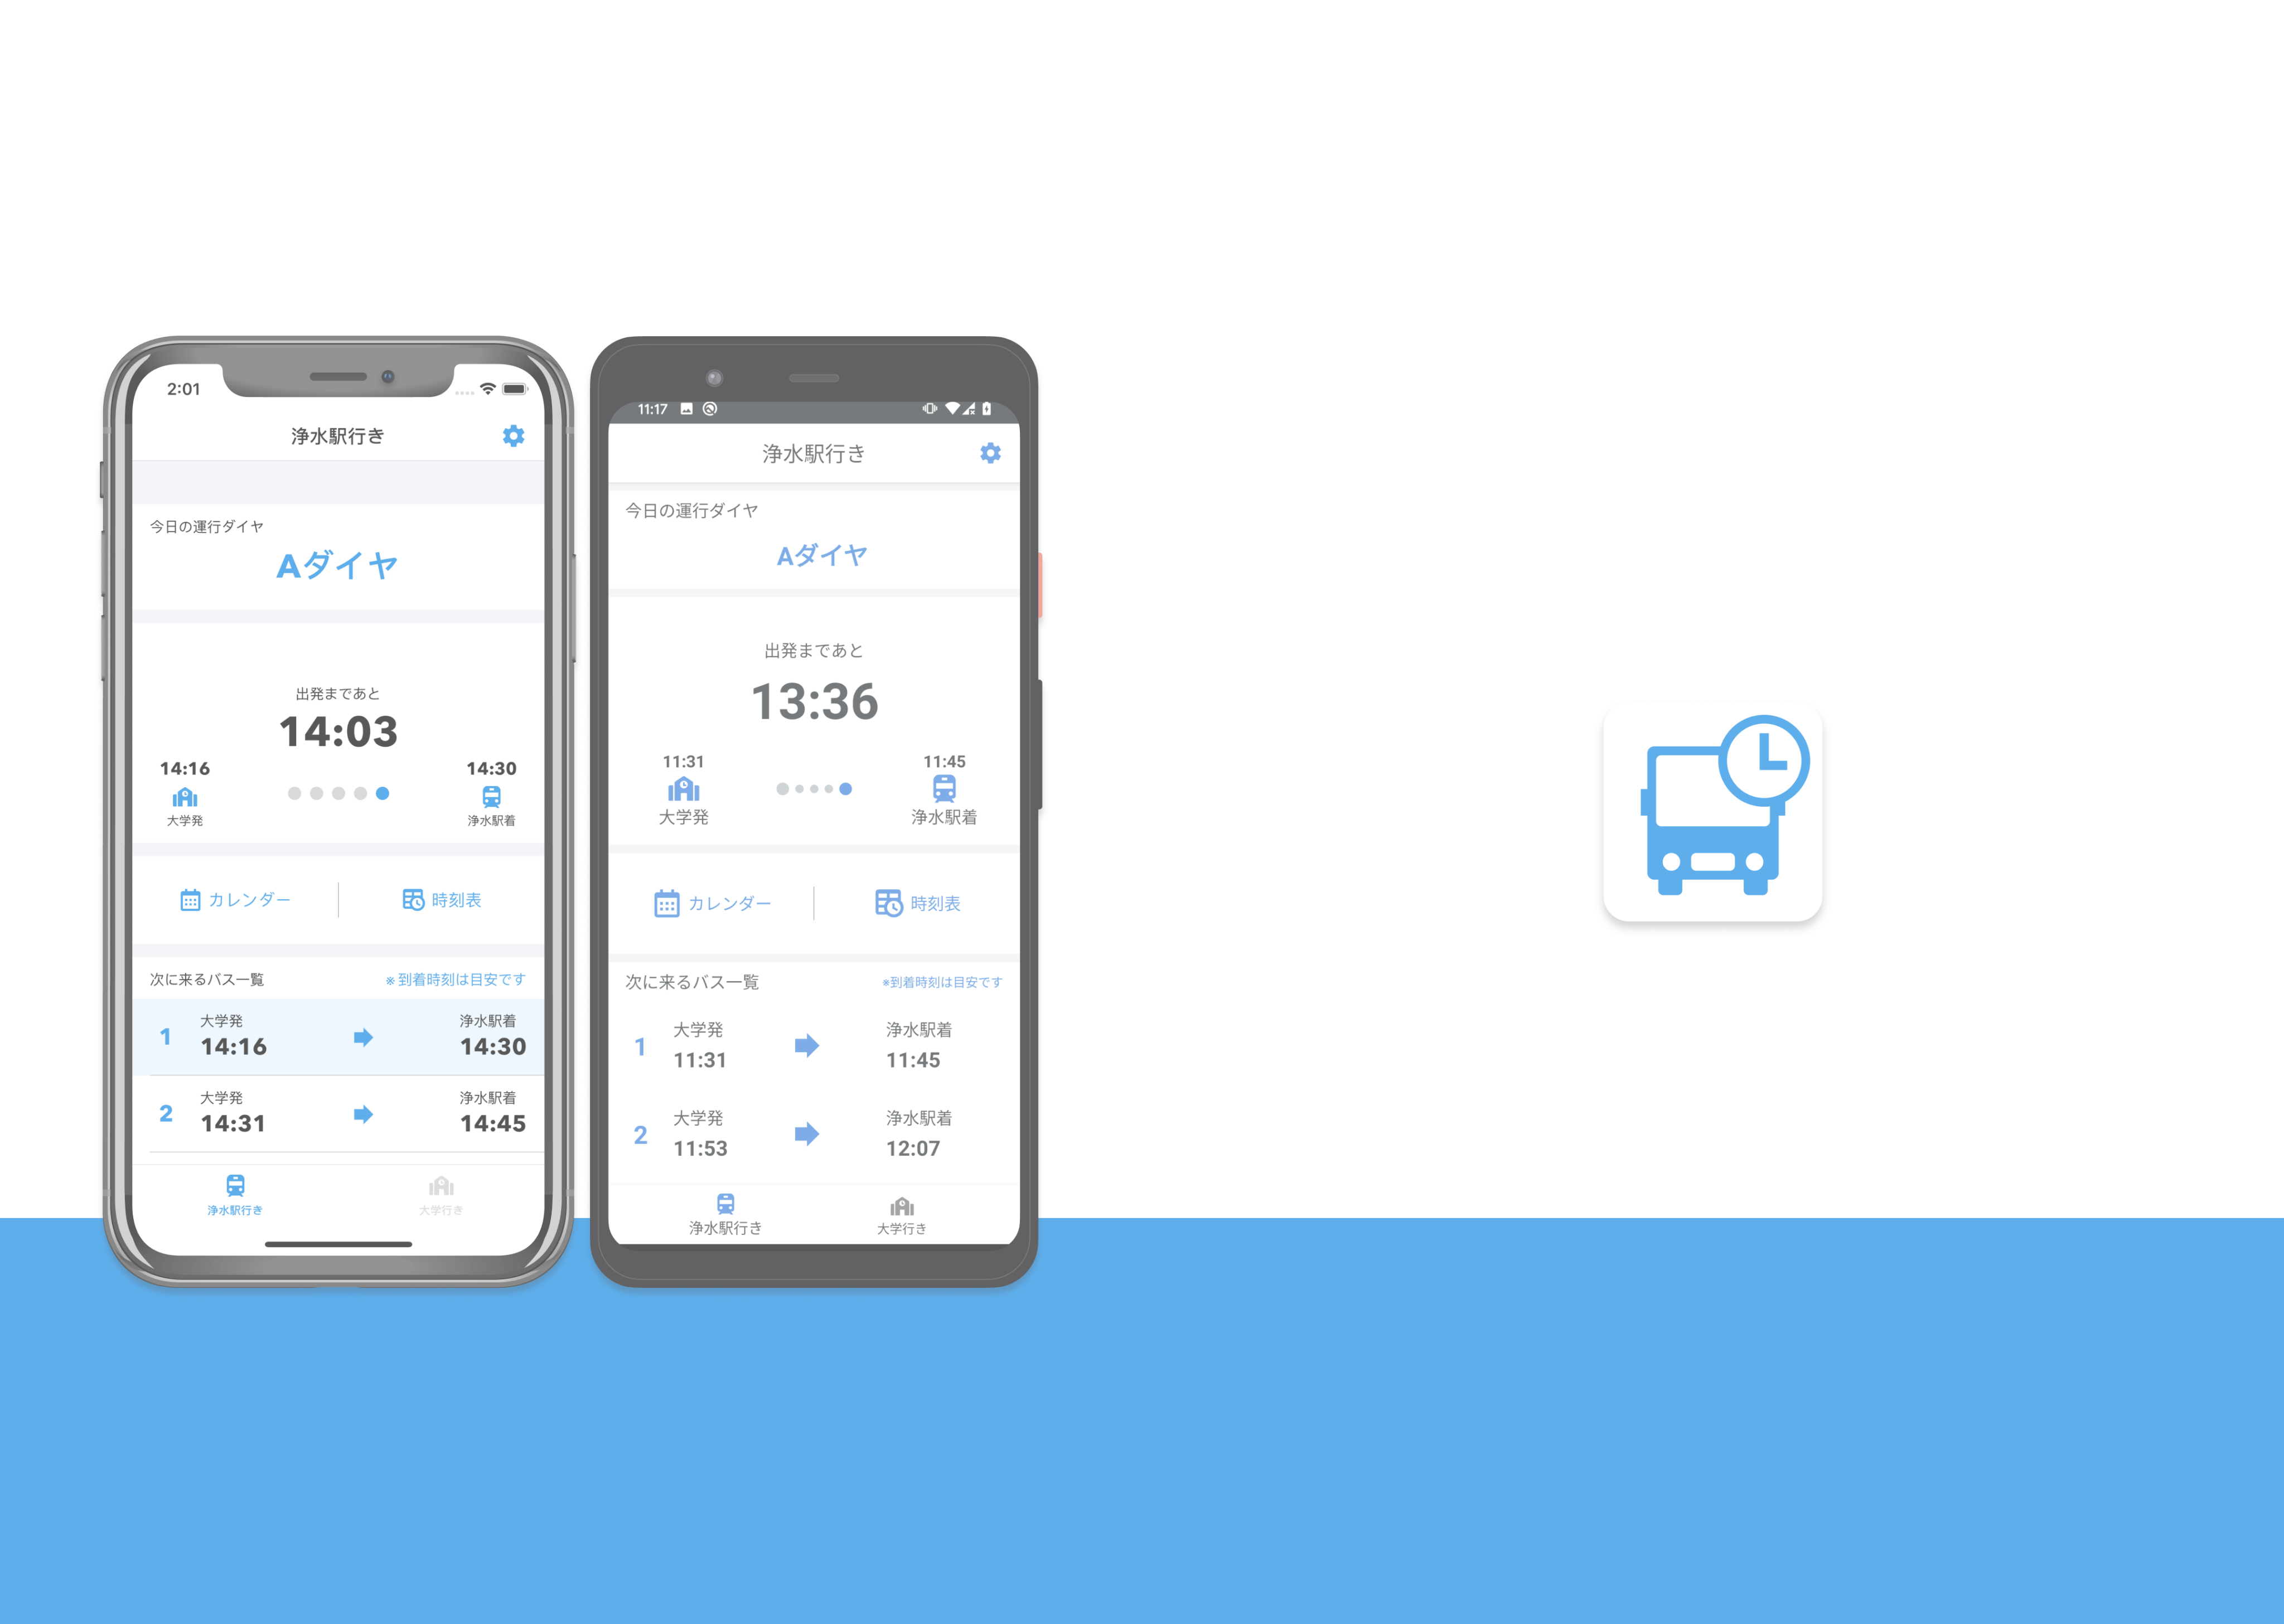 2:01
浄水駅行き
今日の運行ダイヤ
Aダイヤ
出発まであと
14:03
14:16
14:30
大学発
浄水駅着
カレンダー
時刻表
次に来るバス一覧
※ 到着時刻は目安です
1
大学発
14:16
浄水駅着
14:30
2
大学発
14:31
浄水駅着
14:45
浄水駅行き
大学行き
11:17
浄水駅行き
今日の運行ダイヤ
Aダイヤ
出発まであと
13:36
11:31
11:45
大学発
浄水駅着
カレンダー
時刻表
次に来るバス一覧
※到着時刻は目安です
1
大学発
11:31
浄水駅着
11:45
2
大学発
11:53
浄水駅着
12:07
浄水駅行き
大学行き